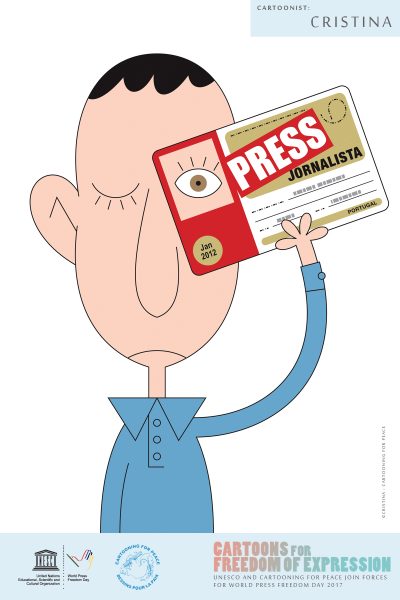 CARTOONIST:
CRISTINA
PRESS
JORNALISTA
Jan
2012
PORTUGAL
©CRISTINA - CARTOONING FOR PEACE
United Nations
Educational, Scientific and
Cultural Organization
World Press
Freedom Day
CARTOONING FOR PEACE
DESSINS POUR LA PAIX
CARTOONS FOR
FREEDOM OF EXPRESSION
UNESCO AND CARTOONING FOR PEACE JOIN FORCES
FOR WORLD PRESS FREEDOM DAY 2017